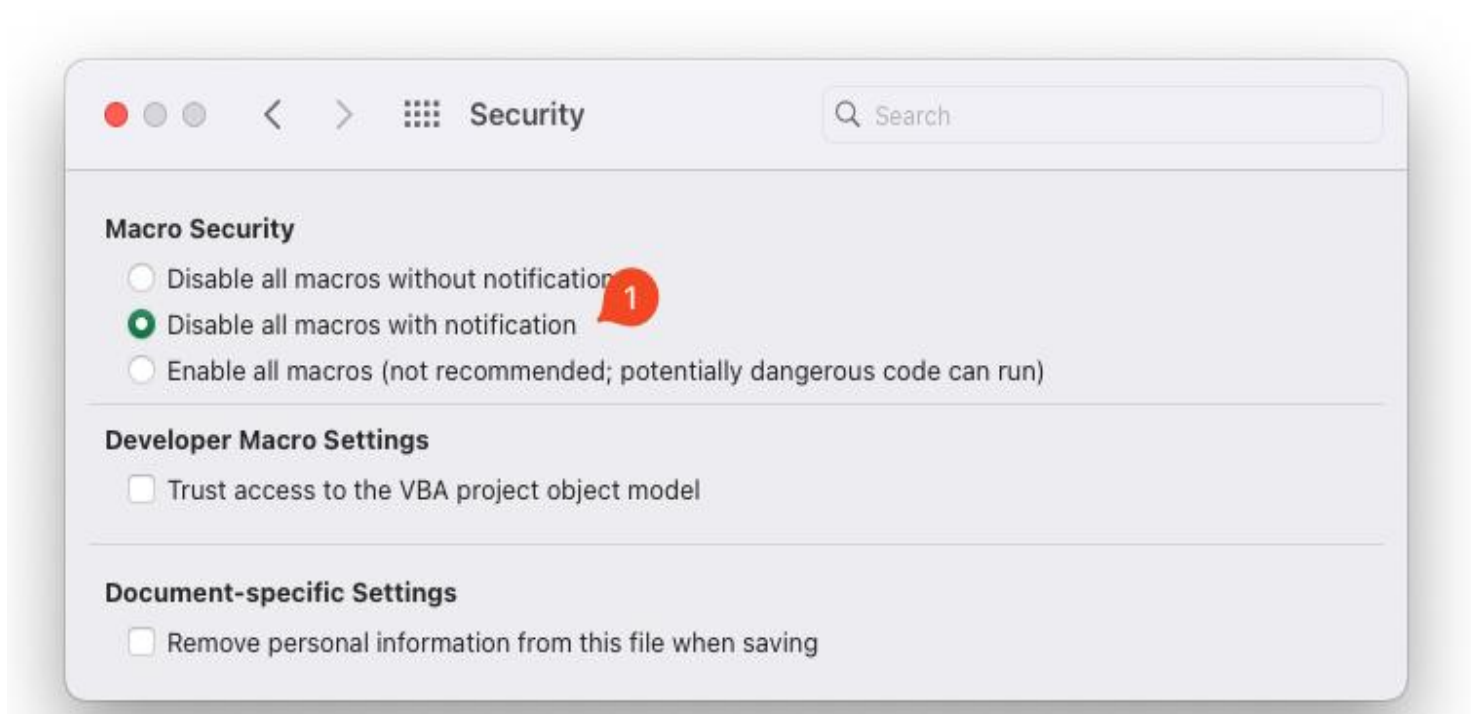 Security
Search
Macro Security
Disable all macros without notification
1
Disable all macros with notification
Enable all macros (not recommended; potentially dangerous code can run)
Developer Macro Settings
Trust access to the VBA project object model
Document-specific Settings
Remove personal information from this file when saving